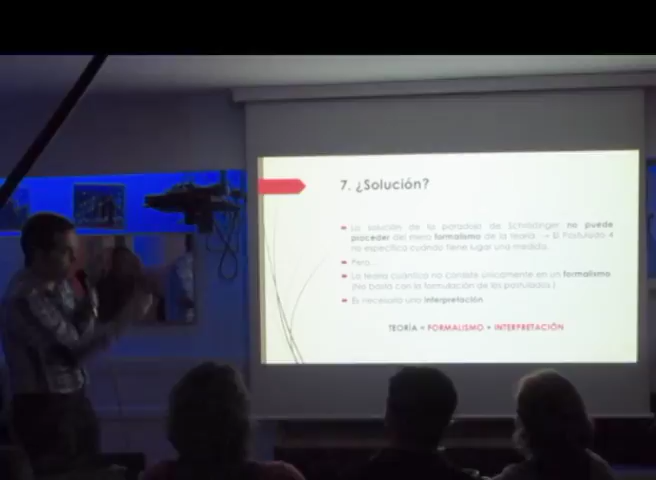 7. ¿Solución?
La solución de la paradoja de Schrödinger no puede
proceder del mero formalismo de la teoría. - El Postulado 4
no especifica cuándo tiene lugar una medida.
Pero...
La teoría cuántica no consiste únicamente en un formalismo
(No basta con la formulación de los postulados.)
Es necesaria una interpretación.
TEORÍA = FORMALISMO + INTERPRETACIÓN